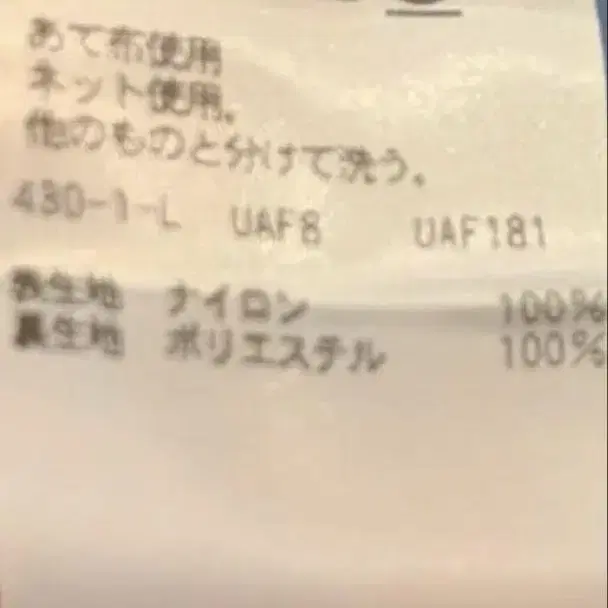 あて布使用
ネット使用。
他のものと分けて洗う。
430-1-L UAF8 UAF181
表生地 ナイロン 100%
裏生地 ポリエステル 100%